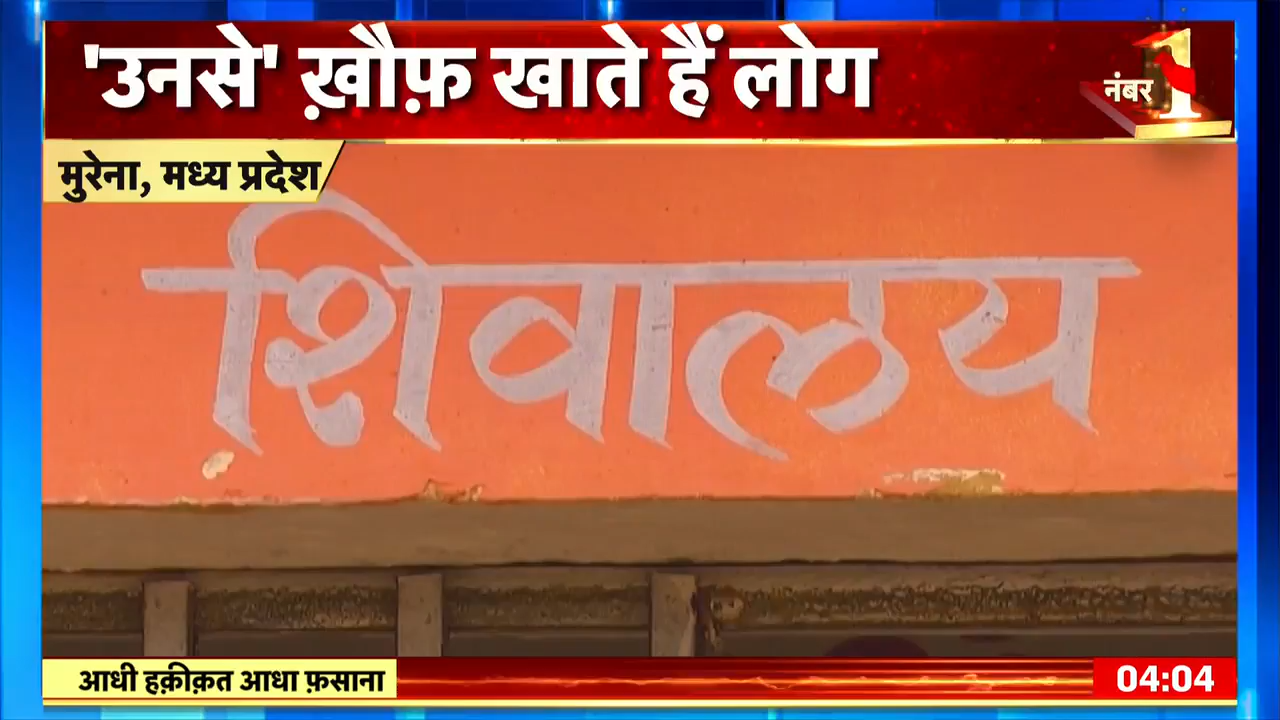 'उनसे' ख़ौफ़ खाते हैं लोग
नंबर 1
मुरेना, मध्य प्रदेश
शिवालय
आधी हक़ीक़त आधा फ़साना
04:04